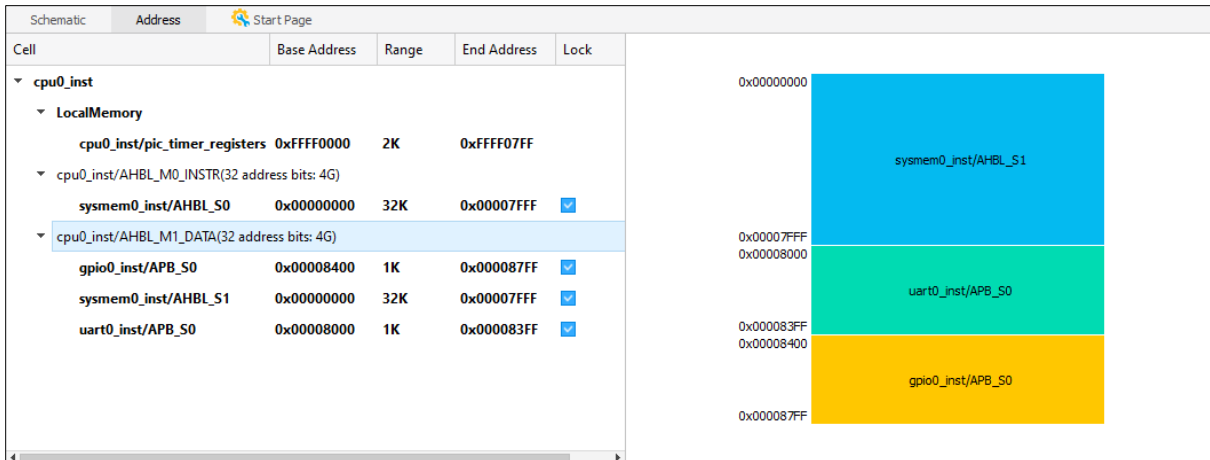 Schematic Address Start Page
Cell Base Address Range End Address Lock
cpu0_inst
LocalMemory
cpu0_inst/pic_timer_registers 0xFFFF0000 2K 0xFFFF07FF
cpu0_inst/AHBL_M0_INSTR(32 address bits: 4G)
sysmem0_inst/AHBL_S0 0x00000000 32K 0x00007FFF
cpu0_inst/AHBL_M1_DATA(32 address bits: 4G)
gpio0_inst/APB_S0 0x00008400 1K 0x000087FF
sysmem0_inst/AHBL_S1 0x00000000 32K 0x00007FFF
uart0_inst/APB_S0 0x00008000 1K 0x000083FF
0x00000000
sysmem0_inst/AHBL_S1
0x00007FFF
0x00008000
uart0_inst/APB_S0
0x000083FF
0x00008400
gpio0_inst/APB_S0
0x000087FF